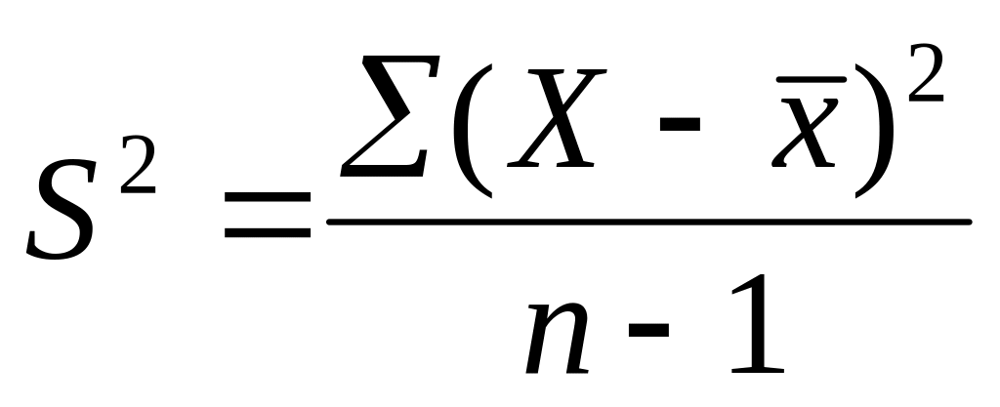 S² = Σ(X - x̅)²
n - 1